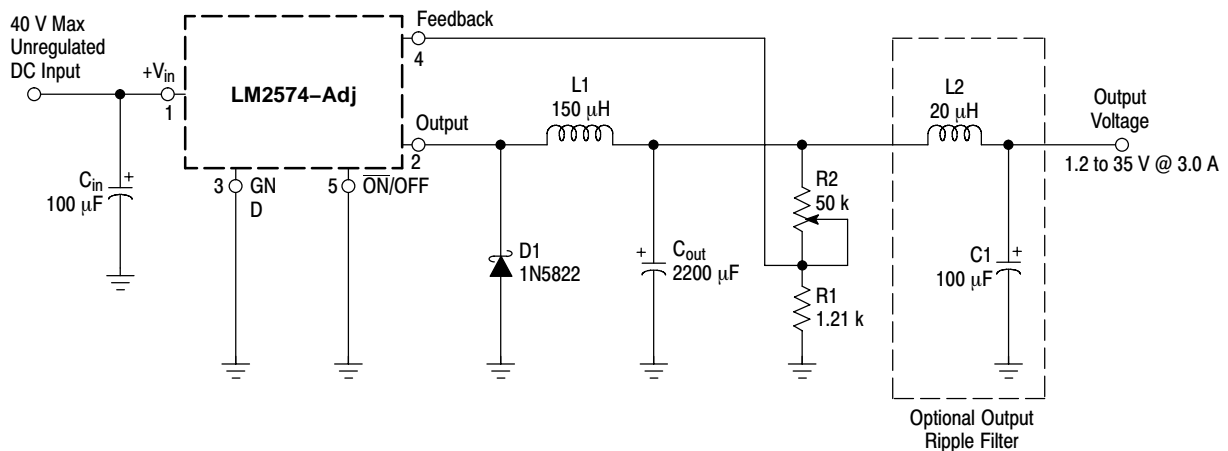 40 V Max
Unregulated
DC Input
+Vin
1
LM2574–Adj
Feedback
4
Output
2
3
GN
D
5
ON/OFF
Cin
100 µF
+
L1
150 µH
D1
1N5822
+
Cout
2200 µF
R2
50 k
R1
1.21 k
L2
20 µH
C1
100 µF
+
Output
Voltage
1.2 to 35 V @ 3.0 A
Optional Output
Ripple Filter